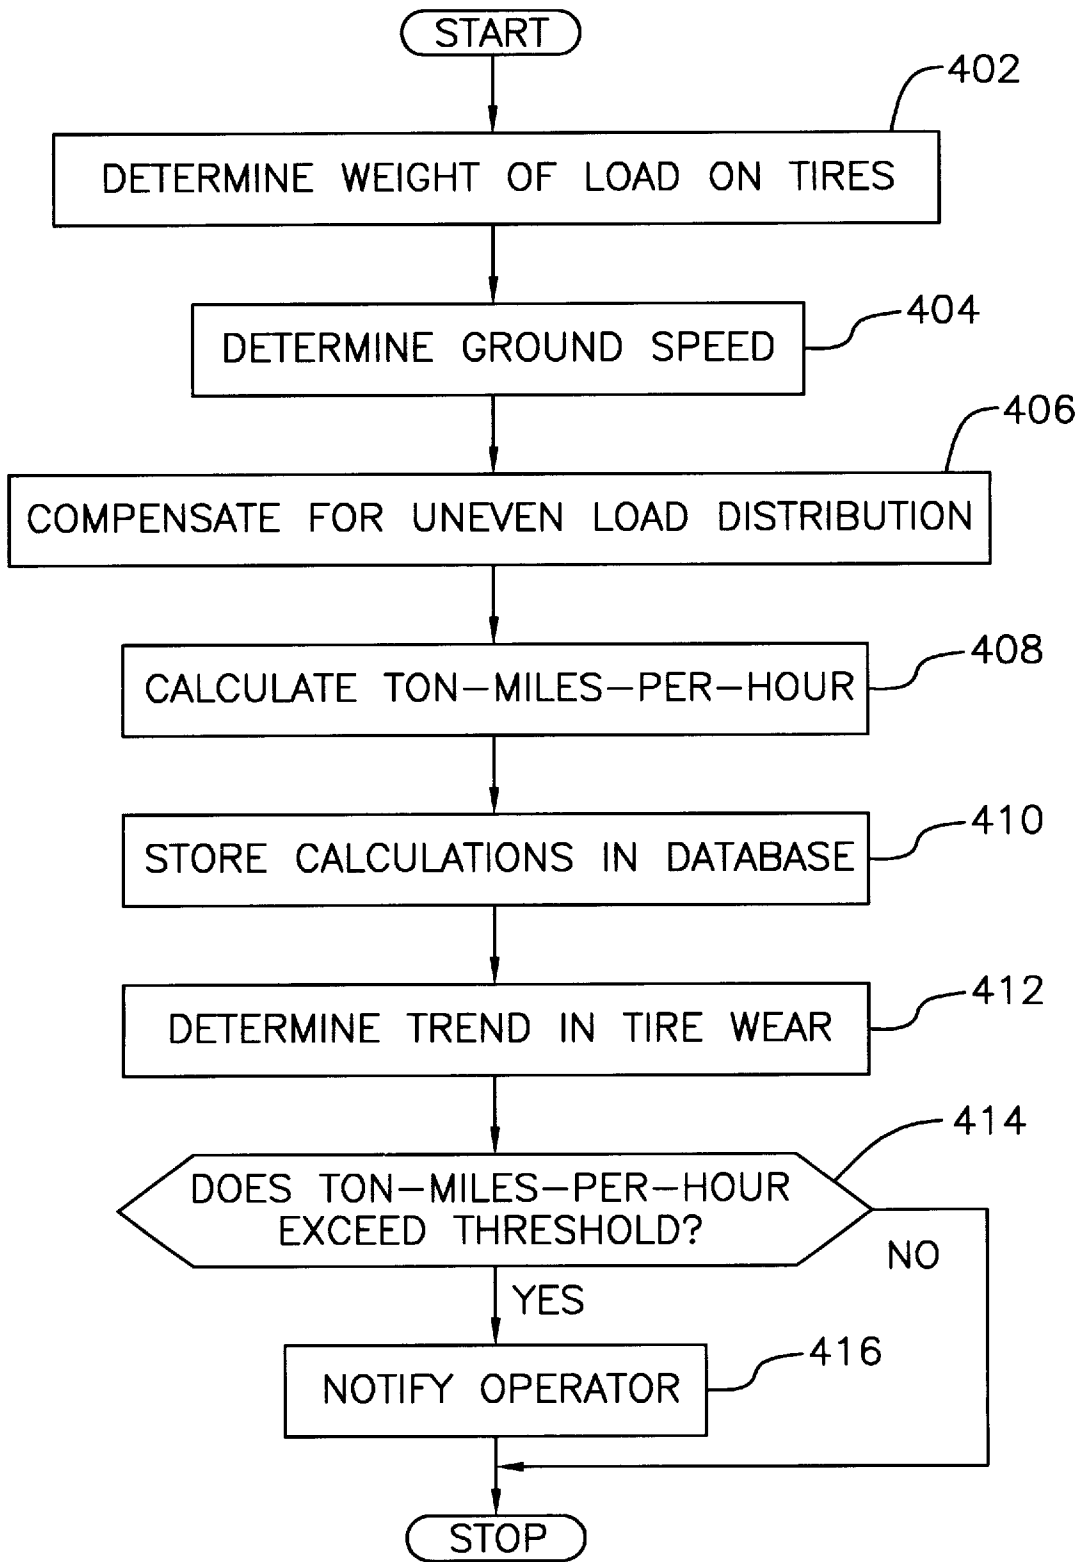 START
402
DETERMINE WEIGHT OF LOAD ON TIRES
404
DETERMINE GROUND SPEED
406
COMPENSATE FOR UNEVEN LOAD DISTRIBUTION
408
CALCULATE TON-MILES-PER-HOUR
410
STORE CALCULATIONS IN DATABASE
412
DETERMINE TREND IN TIRE WEAR
414
DOES TON-MILES-PER-HOUR
EXCEED THRESHOLD?
NO
YES
416
NOTIFY OPERATOR
STOP